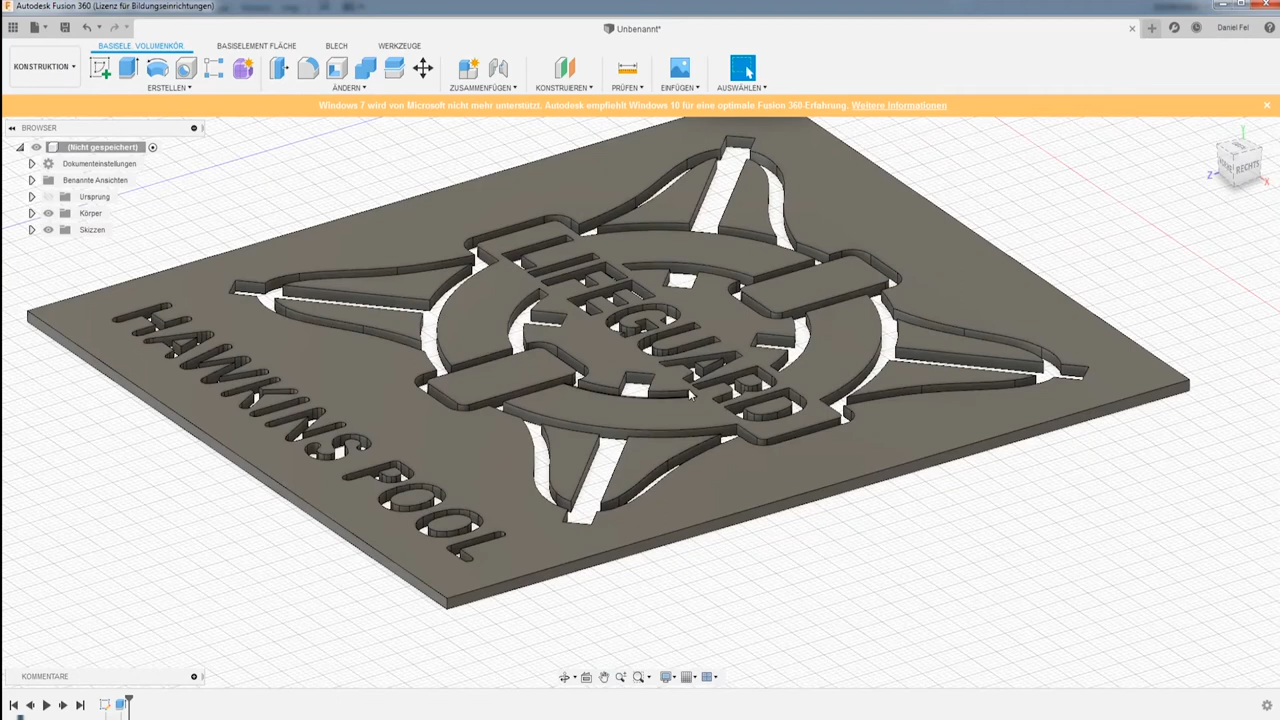 Autodesk Fusion 360 (Lizenz für Bildungseinrichtungen)
Unbenannt*
Daniel Fel
KONSTRUKTION
BASISELE. VOLUMENKÖR.
BASISELEMENT FLÄCHE
BLECH
WERKZEUGE
ERSTELLEN
ÄNDERN
ZUSAMMENFÜGEN
KONSTRUIEREN
PRÜFEN
EINFÜGEN
AUSWÄHLEN
Windows 7 wird von Microsoft nicht mehr unterstützt. Autodesk empfiehlt Windows 10 für eine optimale Fusion 360-Erfahrung. Weitere Informationen
BROWSER
(Nicht gespeichert)
Dokumenteinstellungen
Benannte Ansichten
Ursprung
Körper
Skizzen
Z
RECHTS
X
LIFEGUARD
HAWKINS POOL
KOMMENTARE